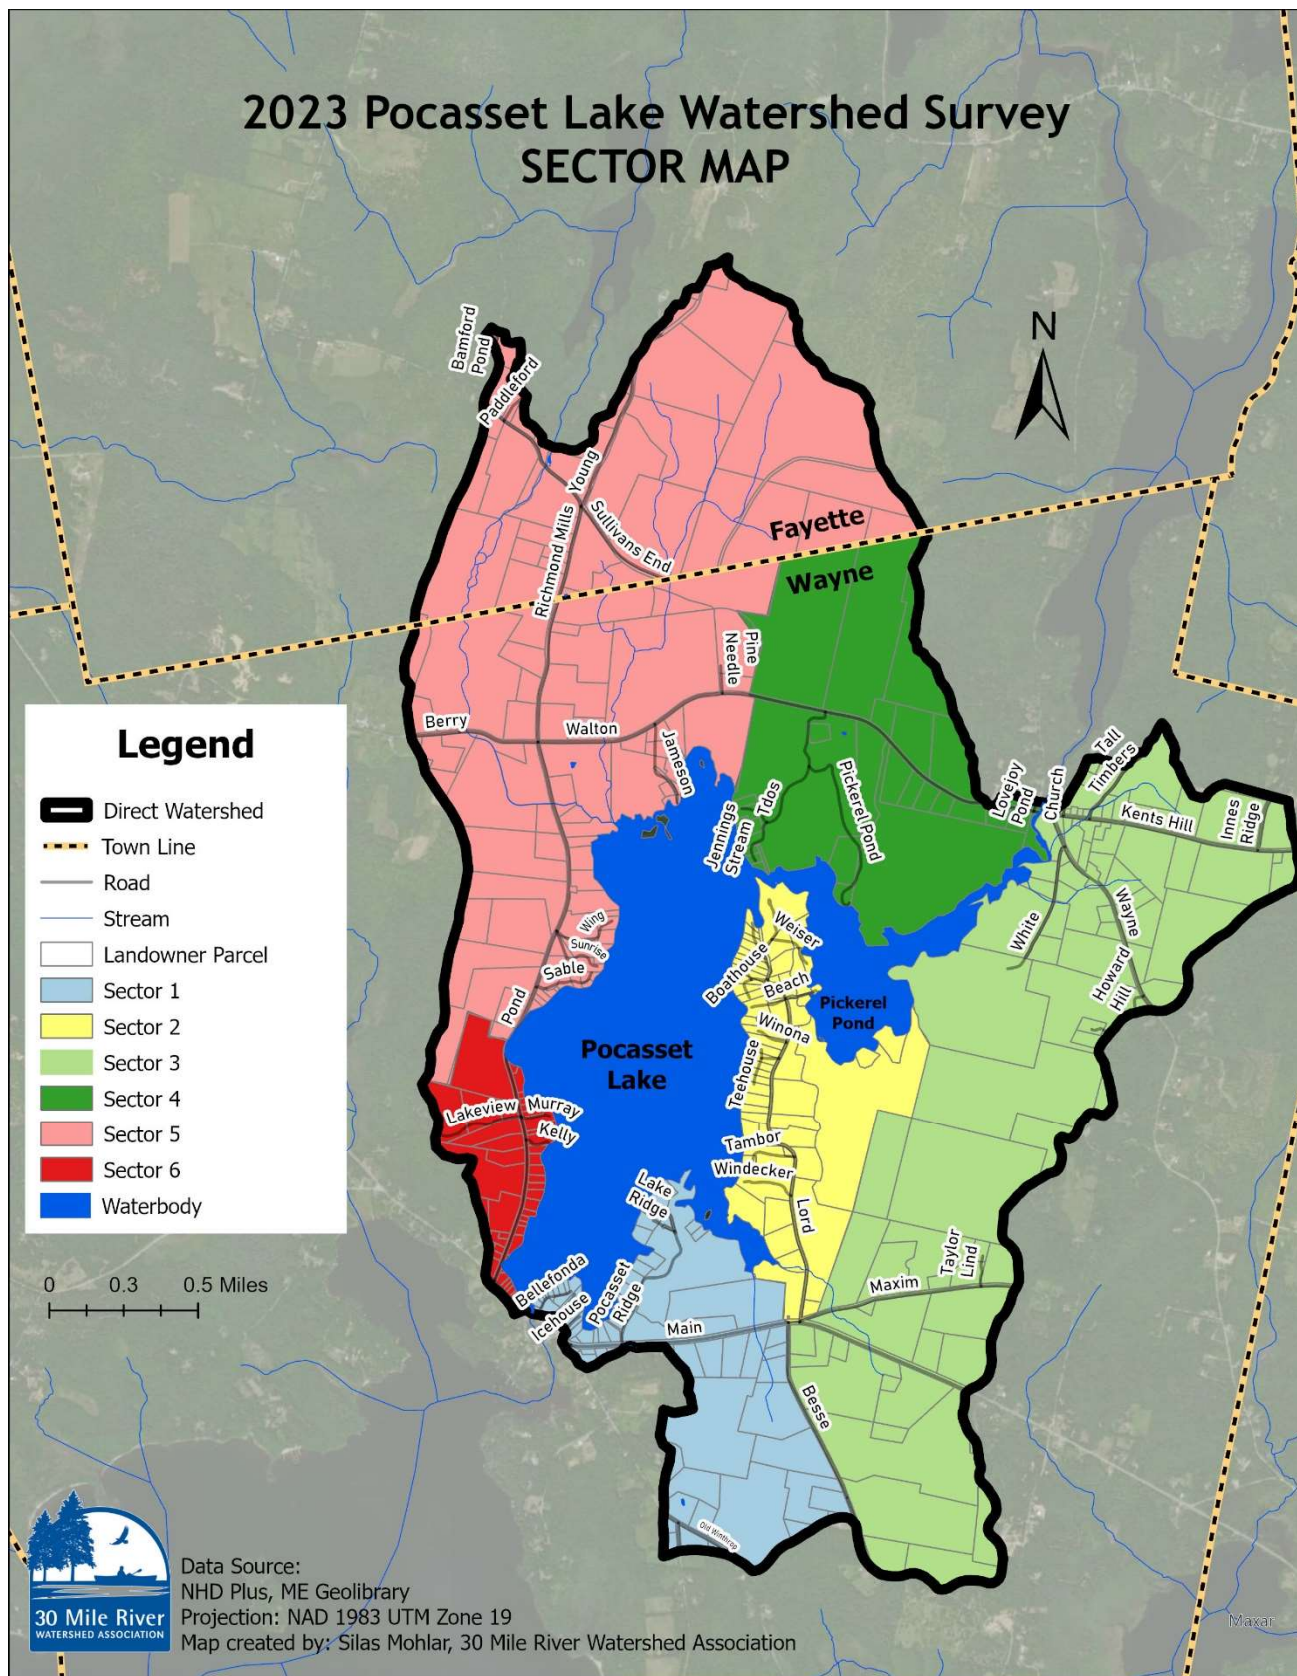 2023 Pocasset Lake Watershed Survey
SECTOR MAP
N
Bamford
Pond
Paddleford
Young
Richmond Mills
Sullivans End
Fayette
Wayne
Pine
Needle
Berry
Walton
Jameson
Jennings
Stream
Tdos
Pickerel Pond
Lovejoy
Pond
Church
Tall
Timbers
Kents Hill
Innes
Ridge
White
Wayne
Howard
Hill
Wing
Sunrise
Sable
Pond
Weiser
Boathouse
Beach
Winona
Teehouse
Pickerel
Pond
Pocasset
Lake
Lakeview
Murray
Kelly
Tambor
Windecker
Lord
Lake
Ridge
Bellefonda
Icehouse
Pocasset
Ridge
Main
Maxim
Taylor
Lind
Besse
Old Winthrop
Legend
Direct Watershed
Town Line
Road
Stream
Landowner Parcel
Sector 1
Sector 2
Sector 3
Sector 4
Sector 5
Sector 6
Waterbody
0 0.3 0.5 Miles
30 Mile River
WATERSHED ASSOCIATION
Data Source:
NHD Plus, ME Geolibrary
Projection: NAD 1983 UTM Zone 19
Map created by: Silas Mohlar, 30 Mile River Watershed Association
Maxar